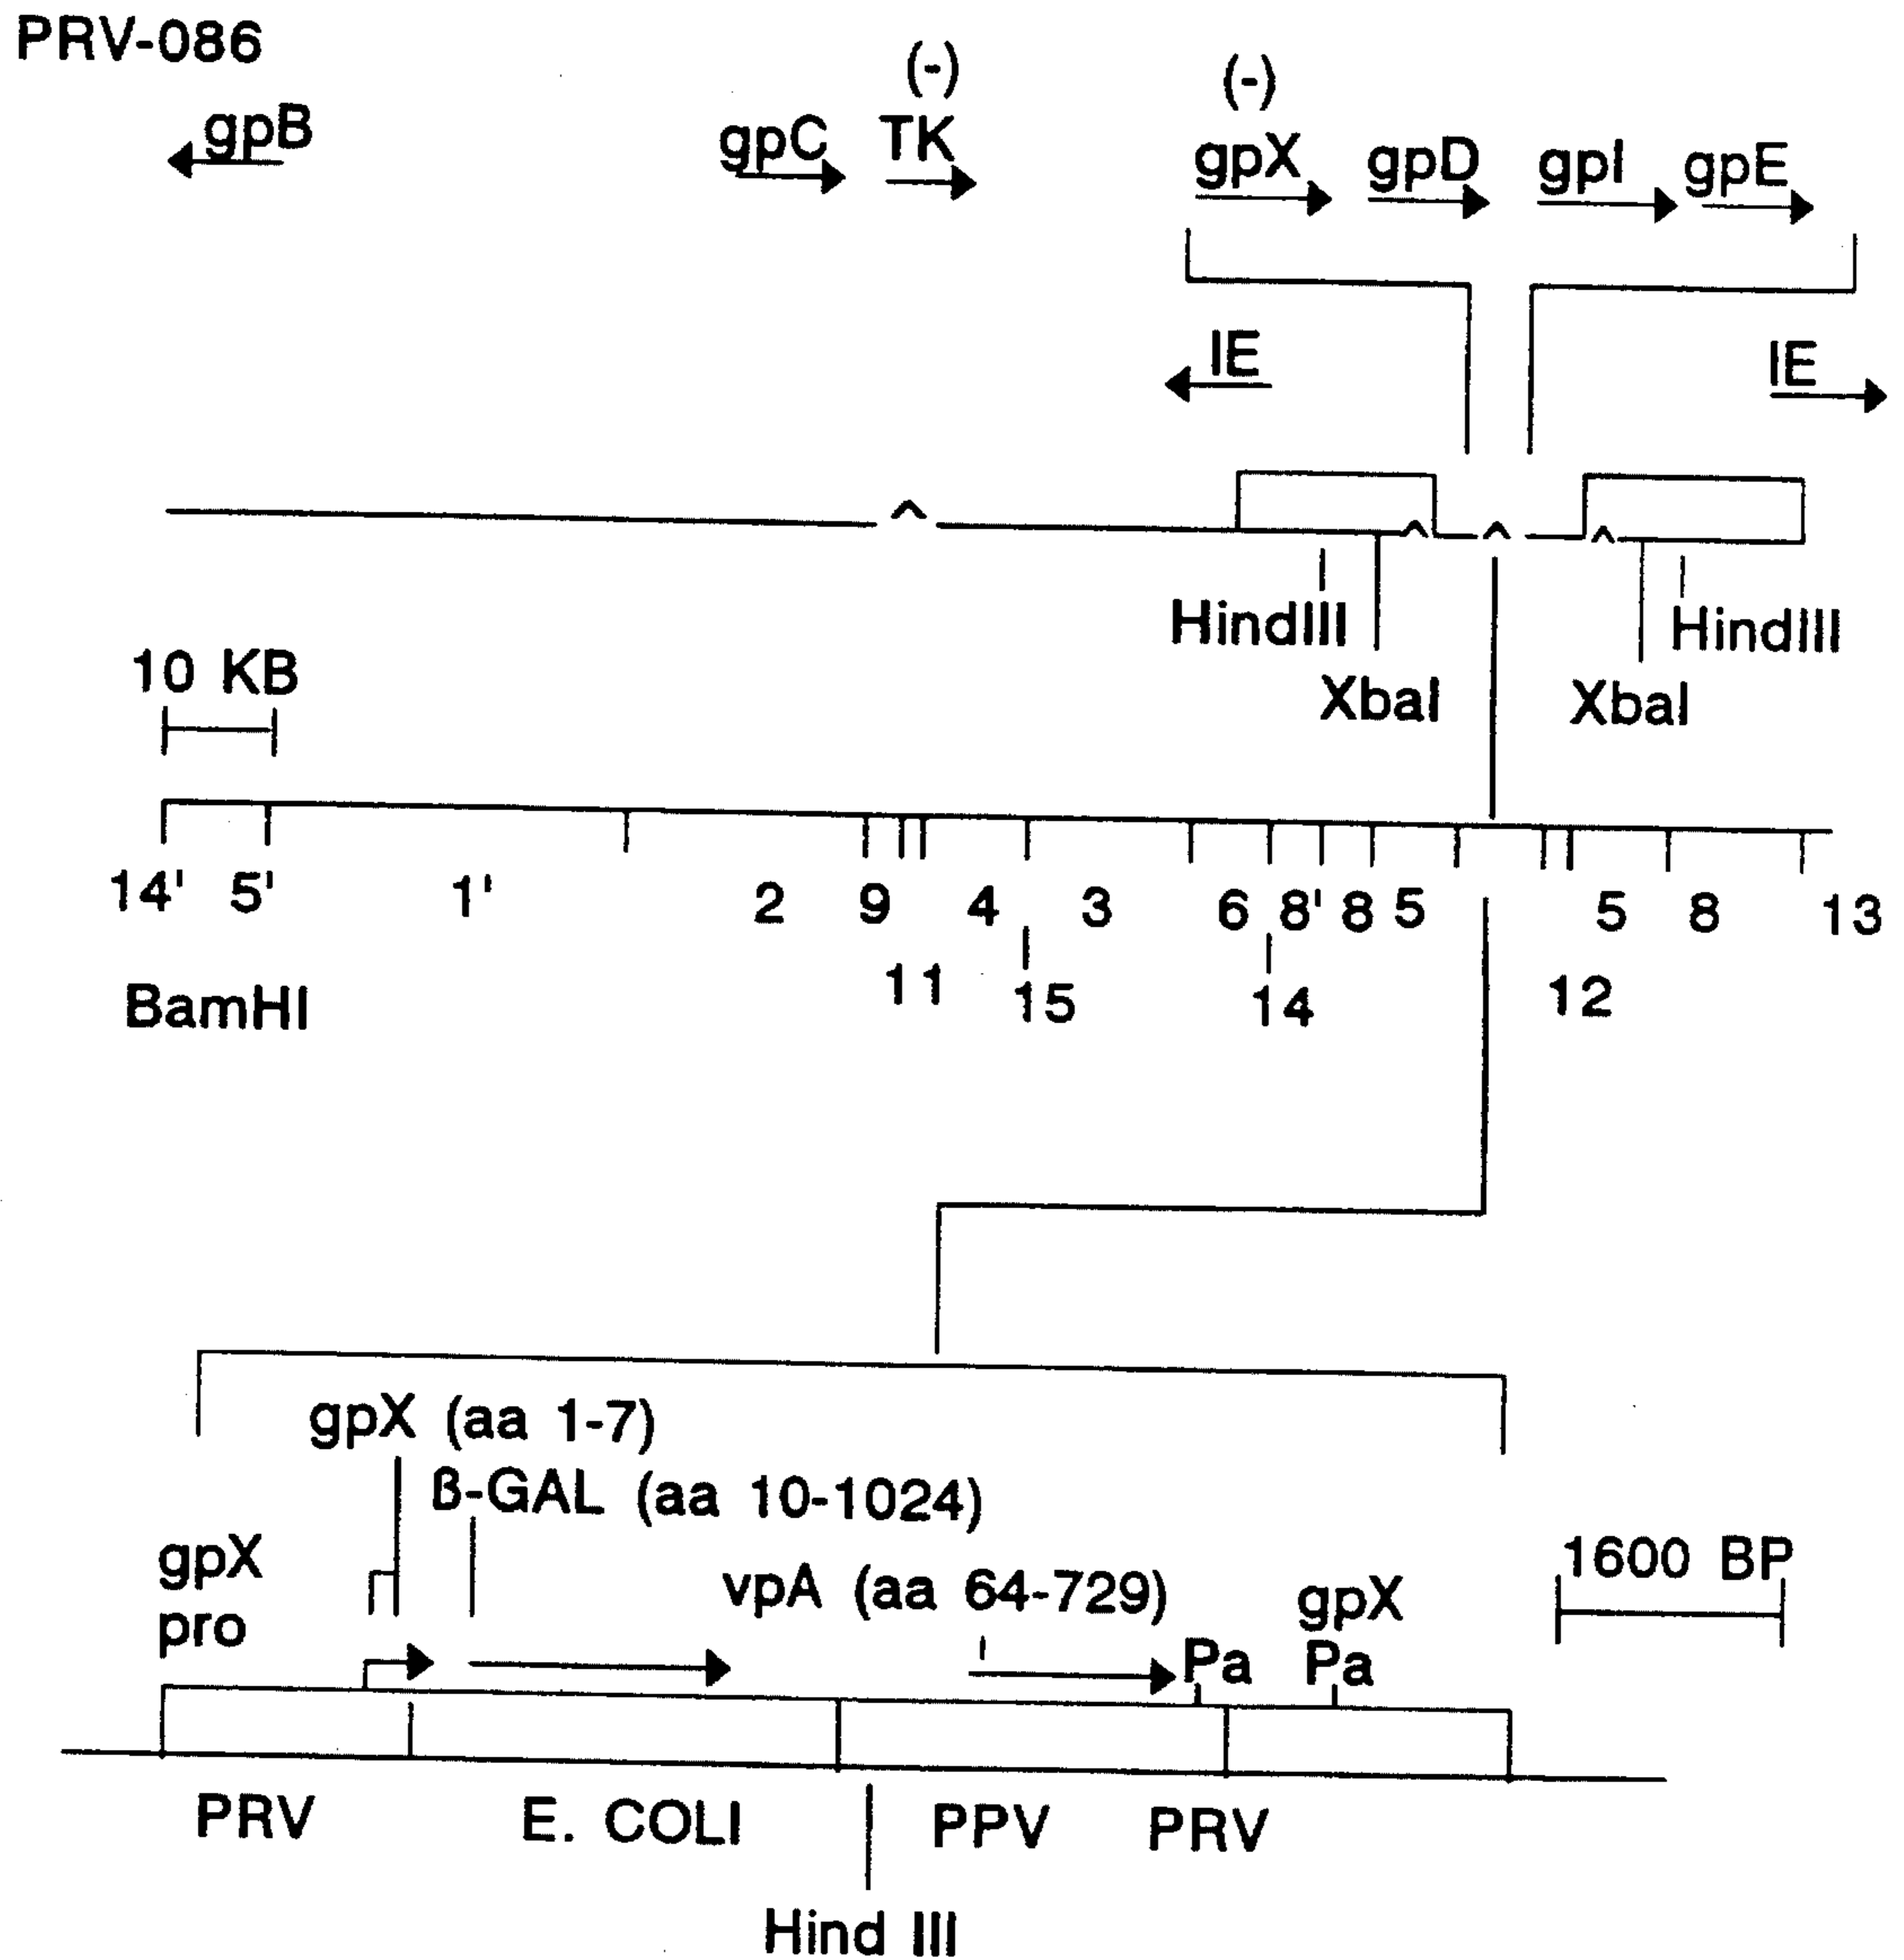 PRV-086
(-) (-)
gpB gpC TK gpX gpD gpI gpE
IE IE
HindIII HindIII
XbaI XbaI
10 KB
14' 5' 1' 2 9 4 3 6 8' 8 5 5 8 13
11 15 14 12
BamHI
gpX (aa 1-7)
ß-GAL (aa 10-1024)
gpX
pro
vpA (aa 64-729)
Pa
gpX
Pa
1600 BP
PRV E. COLI PPV PRV
Hind III